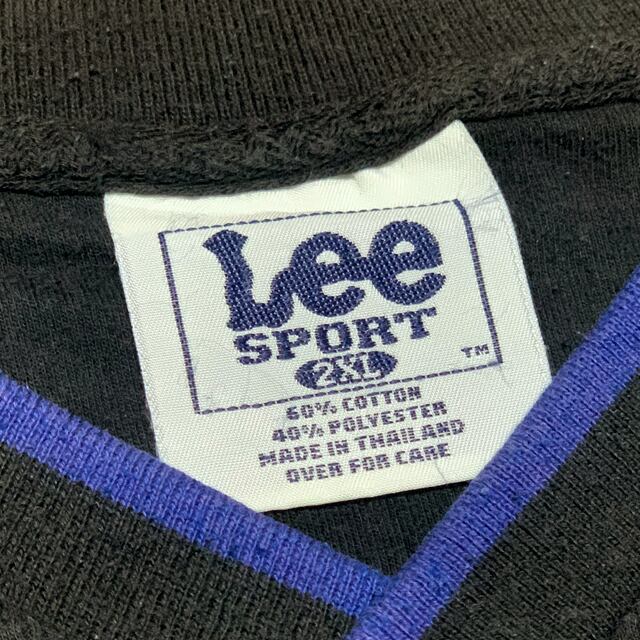 Lee
SPORT
2XL
TM
60% COTTON
40% POLYESTER
MADE IN THAILAND
OVER FOR CARE